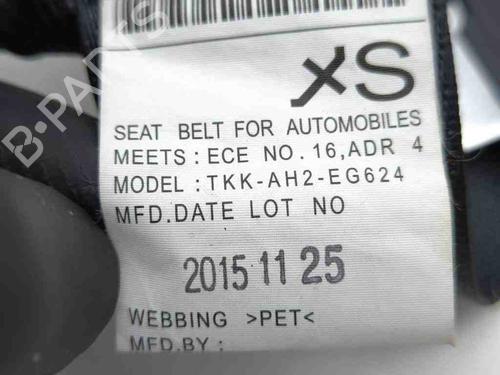 XS
SEAT BELT FOR AUTOMOBILES
MEETS : ECE NO. 16, ADR 4
MODEL : TKK-AH2-EG624
MFD.DATE LOT NO
2015 11 25
WEBBING >PET<
MFD.BY :
B-PARTS